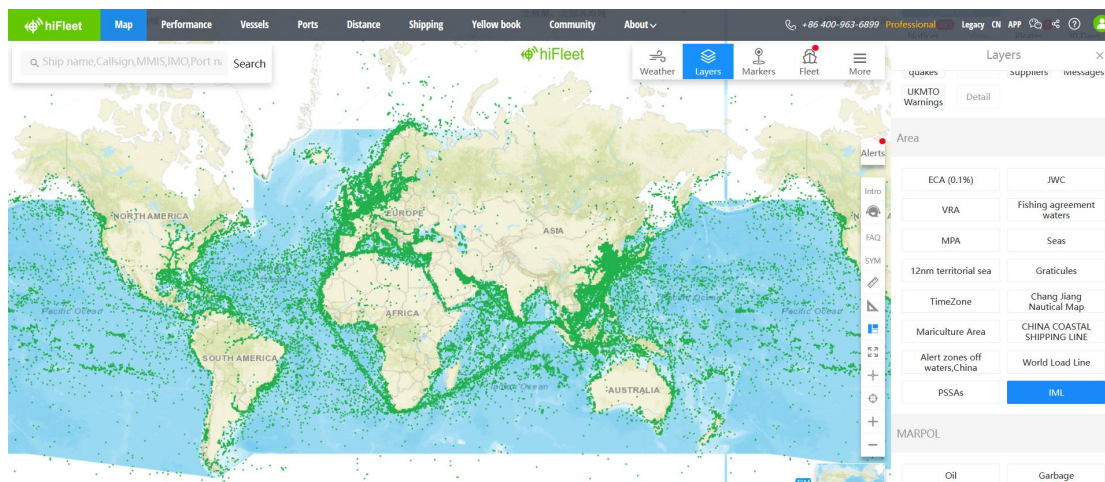 hiFleet
Map
Performance
Vessels
Ports
Distance
Shipping
Yellow book
Community
About
+86 400-963-6899
Professional
Legacy
CN
APP
Ship name,Callsign,MMIS,IMO,Port n
Search
hiFleet
Weather
Layers
Markers
Fleet
More
Layers
quakes
Suppliers
Messages
UKMTO
Warnings
Detail
Area
ECA (0.1%)
JWC
VRA
Fishing agreement
waters
MPA
Seas
12nm territorial sea
Graticules
TimeZone
Chang Jiang
Nautical Map
Mariculture Area
CHINA COASTAL
SHIPPING LINE
Alert zones off
waters,China
World Load Line
PSSAs
IML
MARPOL
Oil
Garbage
Alerts
Intro
FAQ
SYM
NORTH AMERICA
EUROPE
ASIA
Pacific Ocean
AFRICA
Pacific Ocean
SOUTH AMERICA
Indian Ocean
AUSTRALIA